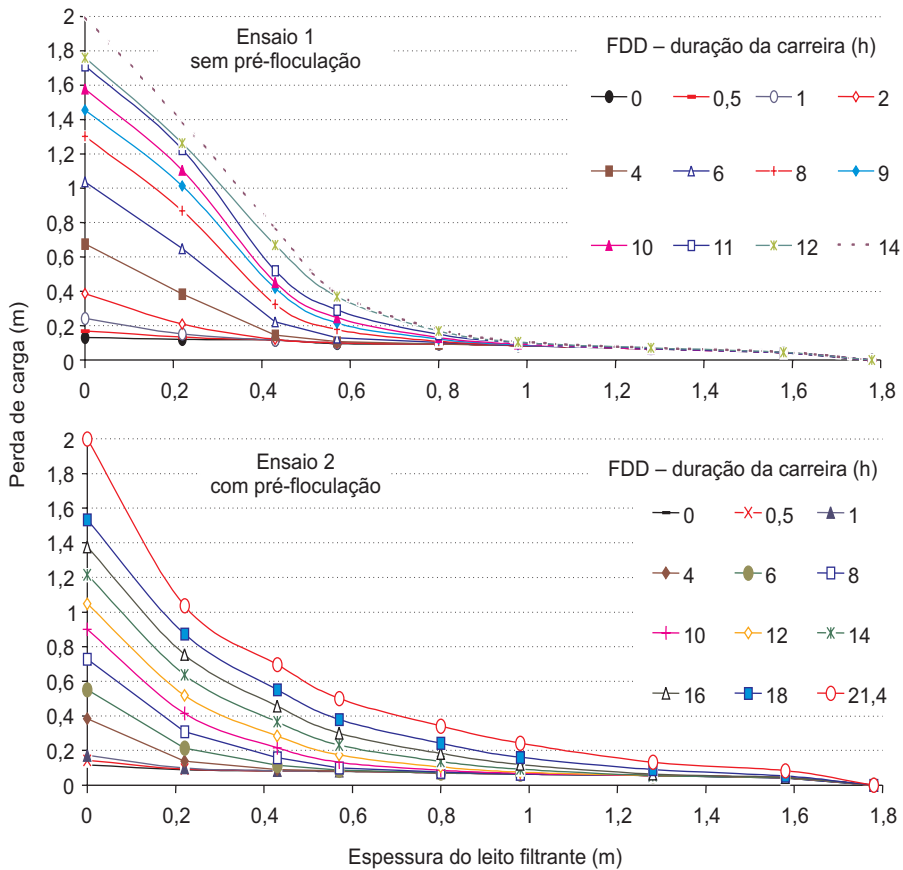 Perda de carga (m)
2
1,8
1,6
1,4
1,2
1
0,8
0,6
0,4
0,2
0
Ensaio 1
sem pré-floculação
FDD – duração da carreira (h)
0 0,5 1 2
4 6 8 9
10 11 12 14
0 0,2 0,4 0,6 0, 8 1 1,2 1,4 1,6 1,8
2
1,8
1,6
1,4
1,2
1
0,8
0,6
0,4
0,2
0
Ensaio 2
com pré-floculação
FDD – duração da carreira (h)
0 0,5 1
4 6 8
10 12 14
16 18 21,4
0 0,2 0,4 0,6 0, 8 1 1,2 1,4 1,6 1,8
Espessura do leito filtrante (m)